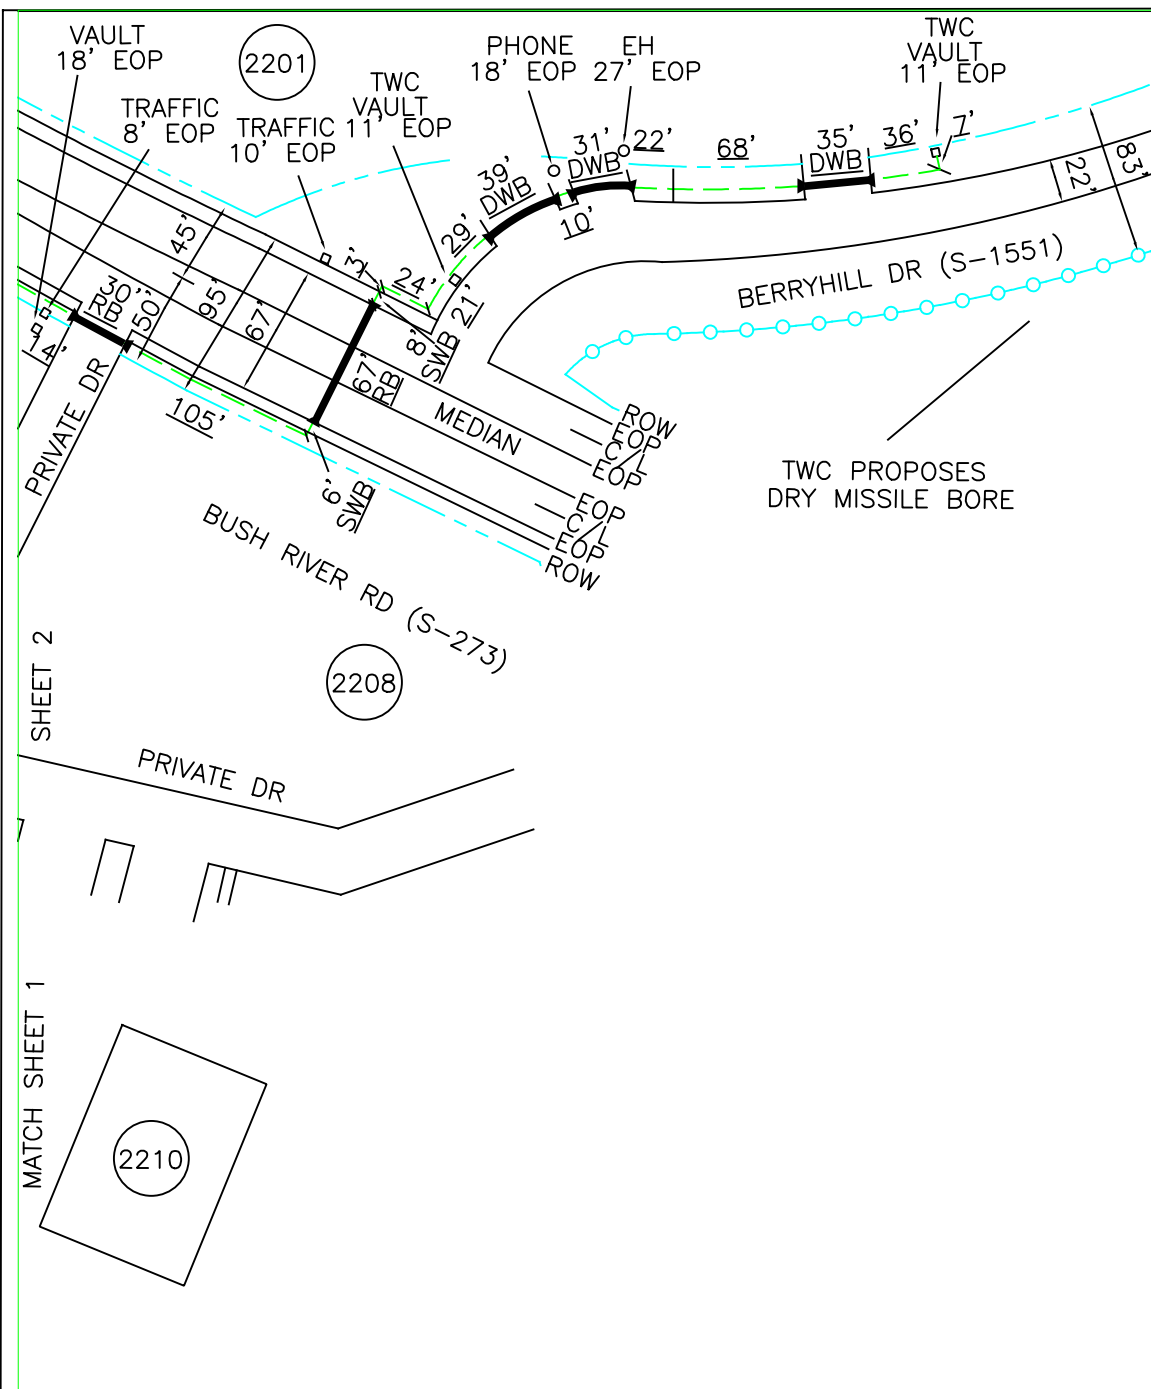 VAULT
18' EOP
2201
TRAFFIC
8' EOP
TRAFFIC
10' EOP
TWC
VAULT
11' EOP
PHONE
18' EOP
EH
27' EOP
TWC
VAULT
11' EOP
39'
DWB
31'
DWB
22'
68'
35'
DWB
36'
7'
10'
29'
22'
83'
45'
3'
24'
30'
RB
50'
95'
67'
8'
SWB
21'
14'
67'
RB
BERRYHILL DR (S-1551)
PRIVATE DR
105'
MEDIAN
ROW
EOP
C/L
EOP
EOP
C/L
EOP
ROW
6'
SWB
TWC PROPOSES
DRY MISSILE BORE
BUSH RIVER RD (S-273)
SHEET 2
2208
PRIVATE DR
MATCH SHEET 1
2210